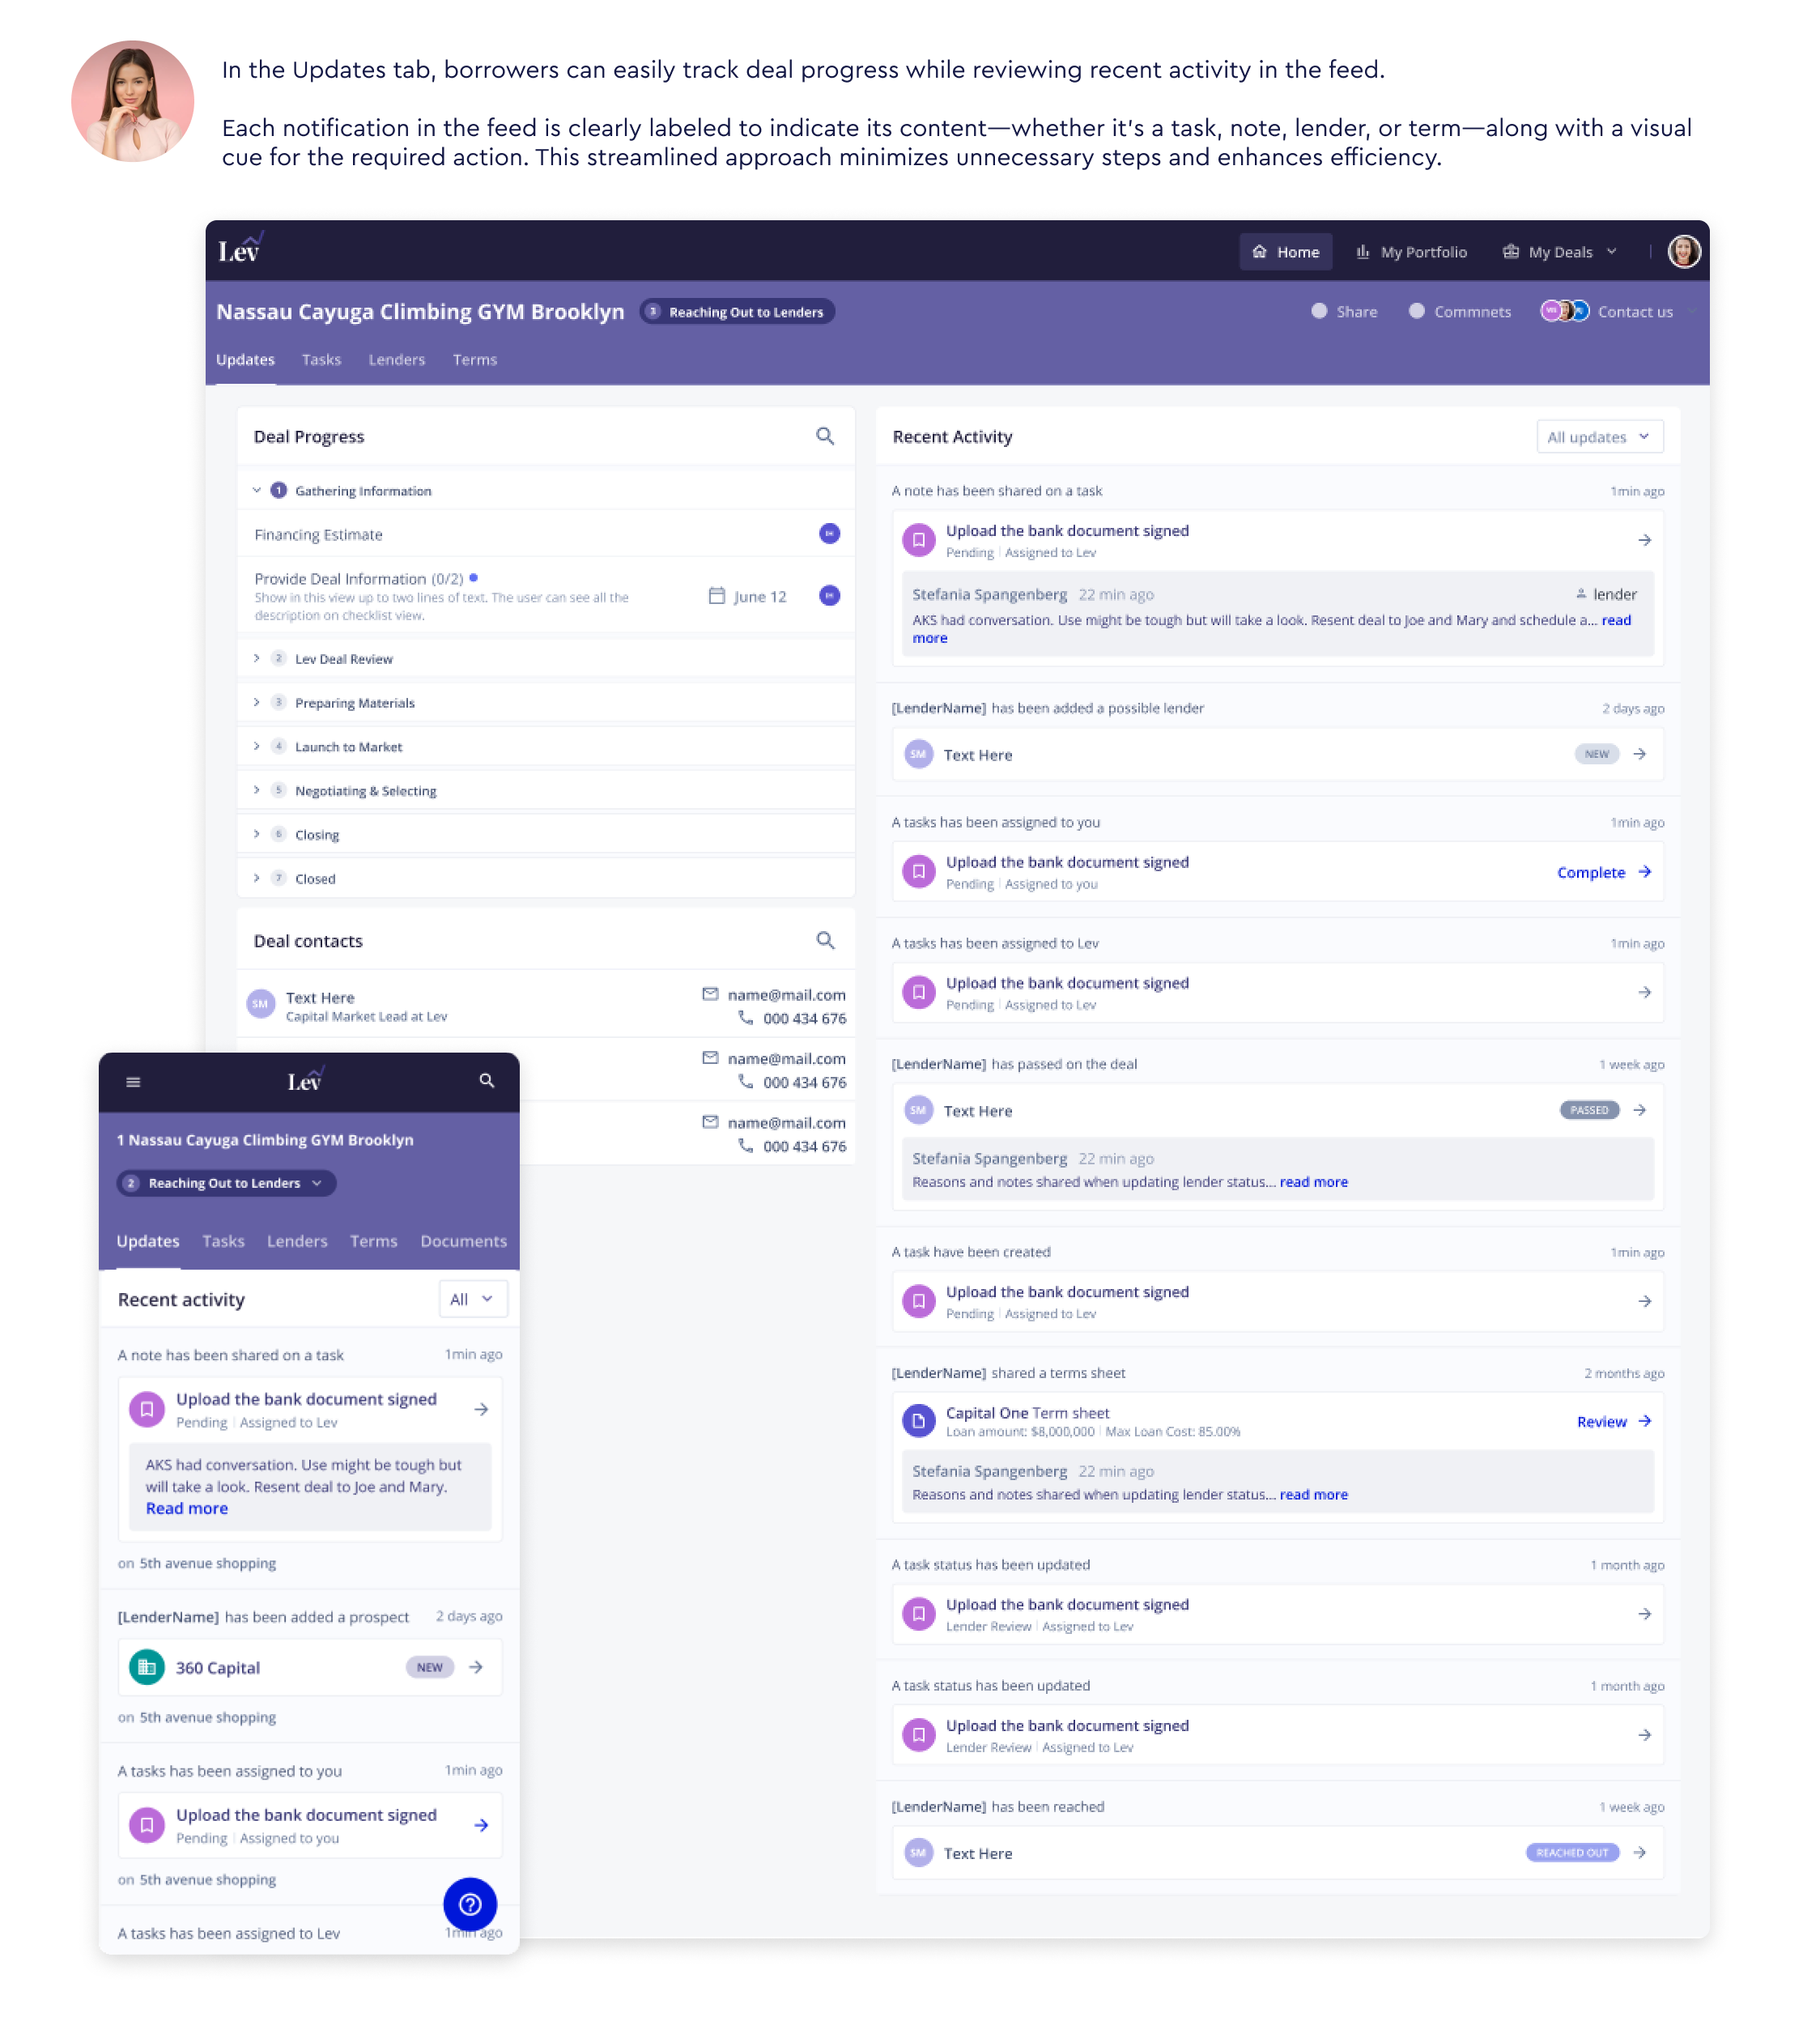 In the Updates tab, borrowers can easily track deal progress while reviewing recent activity in the feed.
Each notification in the feed is clearly labeled to indicate its content—whether it's a task, note, lender, or term—along with a visual
cue for the required action. This streamlined approach minimizes unnecessary steps and enhances efficiency.
Lev
Home
My Portfolio
My Deals
Nassau Cayuga Climbing GYM Brooklyn
3 Reaching Out to Lenders
Share
Commnets
Contact us
Updates
Tasks
Lenders
Terms
Deal Progress
1 Gathering Information
Financing Estimate
Provide Deal Information (0/2)
Show in this view up to two lines of text. The user can see all the
description on checklist view.
June 12
2 Lev Deal Review
3 Preparing Materials
4 Launch to Market
5 Negotiating & Selecting
6 Closing
7 Closed
Deal contacts
SM
Text Here
Capital Market Lead at Lev
name@mail.com
000 434 676
name@mail.com
000 434 676
name@mail.com
000 434 676
Recent Activity
All updates
A note has been shared on a task
1min ago
Upload the bank document signed
Pending | Assigned to Lev
Stefania Spangenberg 22 min ago
lender
AKS had conversation. Use might be tough but will take a look. Resent deal to Joe and Mary and schedule a... read
more
[LenderName] has been added a possible lender
2 days ago
SM
Text Here
NEW
A tasks has been assigned to you
1min ago
Upload the bank document signed
Pending | Assigned to you
Complete
A tasks has been assigned to Lev
1min ago
Upload the bank document signed
Pending | Assigned to Lev
[LenderName] has passed on the deal
1 week ago
SM
Text Here
PASSED
Stefania Spangenberg 22 min ago
Reasons and notes shared when updating lender status... read more
A task have been created
1min ago
Upload the bank document signed
Pending | Assigned to Lev
[LenderName] shared a terms sheet
2 months ago
Capital One Term sheet
Loan amount: $8,000,000 | Max Loan Cost: 85.00%
Review
Stefania Spangenberg 22 min ago
Reasons and notes shared when updating lender status... read more
A task status has been updated
1 month ago
Upload the bank document signed
Lender Review | Assigned to Lev
A task status has been updated
1 month ago
Upload the bank document signed
Lender Review | Assigned to Lev
[LenderName] has been reached
1 week ago
SM
Text Here
REACHED OUT
Lev
1 Nassau Cayuga Climbing GYM Brooklyn
2 Reaching Out to Lenders
Updates
Tasks
Lenders
Terms
Documents
Recent activity
All
A note has been shared on a task
1min ago
Upload the bank document signed
Pending | Assigned to Lev
AKS had conversation. Use might be tough but
will take a look. Resent deal to Joe and Mary.
Read more
on 5th avenue shopping
[LenderName] has been added a prospect
2 days ago
360 Capital
NEW
on 5th avenue shopping
A tasks has been assigned to you
1min ago
Upload the bank document signed
Pending | Assigned to you
on 5th avenue shopping
A tasks has been assigned to Lev
1min ago